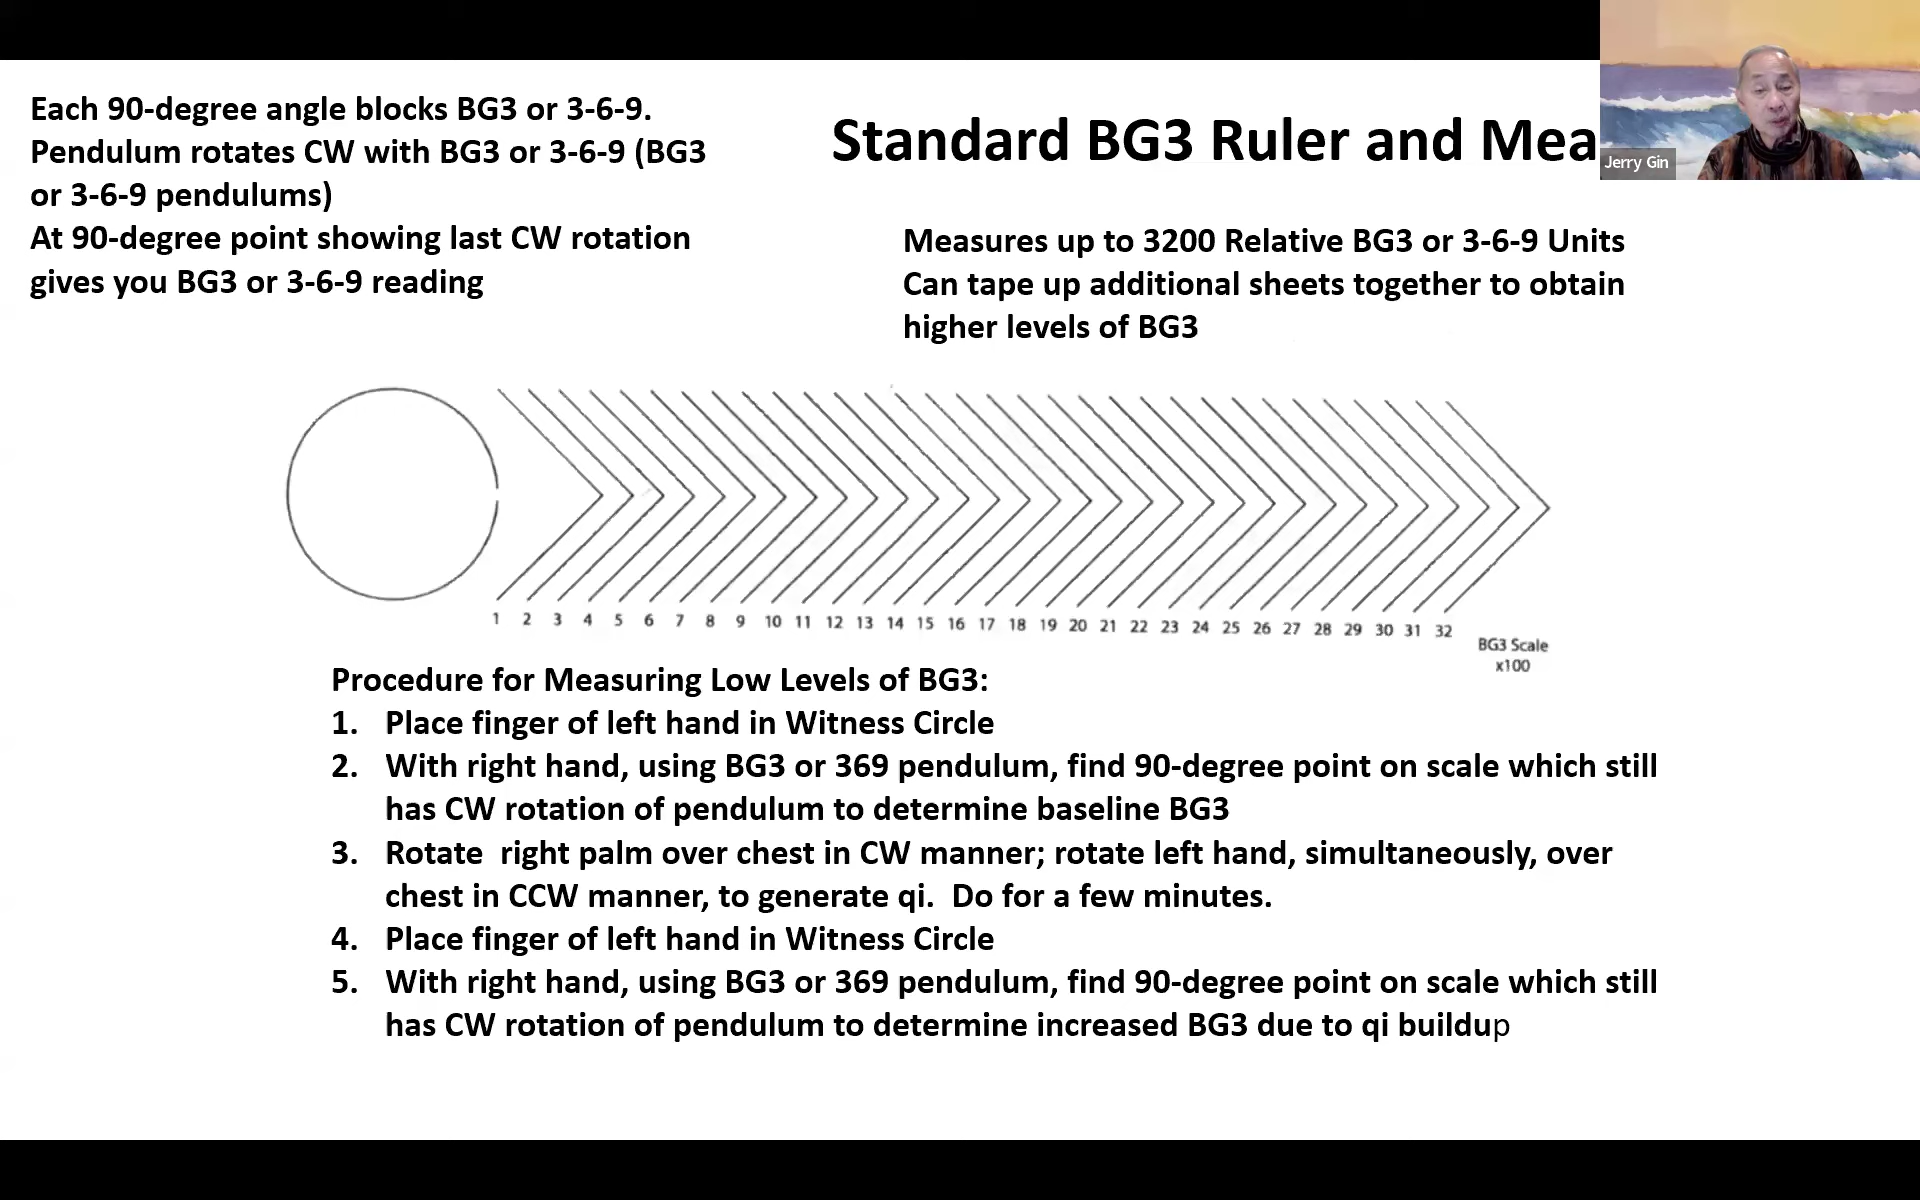 Each 90-degree angle blocks BG3 or 3-6-9.
Pendulum rotates CW with BG3 or 3-6-9 (BG3
or 3-6-9 pendulums)
At 90-degree point showing last CW rotation
gives you BG3 or 3-6-9 reading
Standard BG3 Ruler and Mea
Jerry Gin
Measures up to 3200 Relative BG3 or 3-6-9 Units
Can tape up additional sheets together to obtain
higher levels of BG3
1 2 3 4 5 6 7 8 9 10 11 12 13 14 15 16 17 18 19 20 21 22 23 24 25 26 27 28 29 30 31 32
BG3 Scale
x100
Procedure for Measuring Low Levels of BG3:
1. Place finger of left hand in Witness Circle
2. With right hand, using BG3 or 369 pendulum, find 90-degree point on scale which still
has CW rotation of pendulum to determine baseline BG3
3. Rotate right palm over chest in CW manner; rotate left hand, simultaneously, over
chest in CCW manner, to generate qi. Do for a few minutes.
4. Place finger of left hand in Witness Circle
5. With right hand, using BG3 or 369 pendulum, find 90-degree point on scale which still
has CW rotation of pendulum to determine increased BG3 due to qi buildup